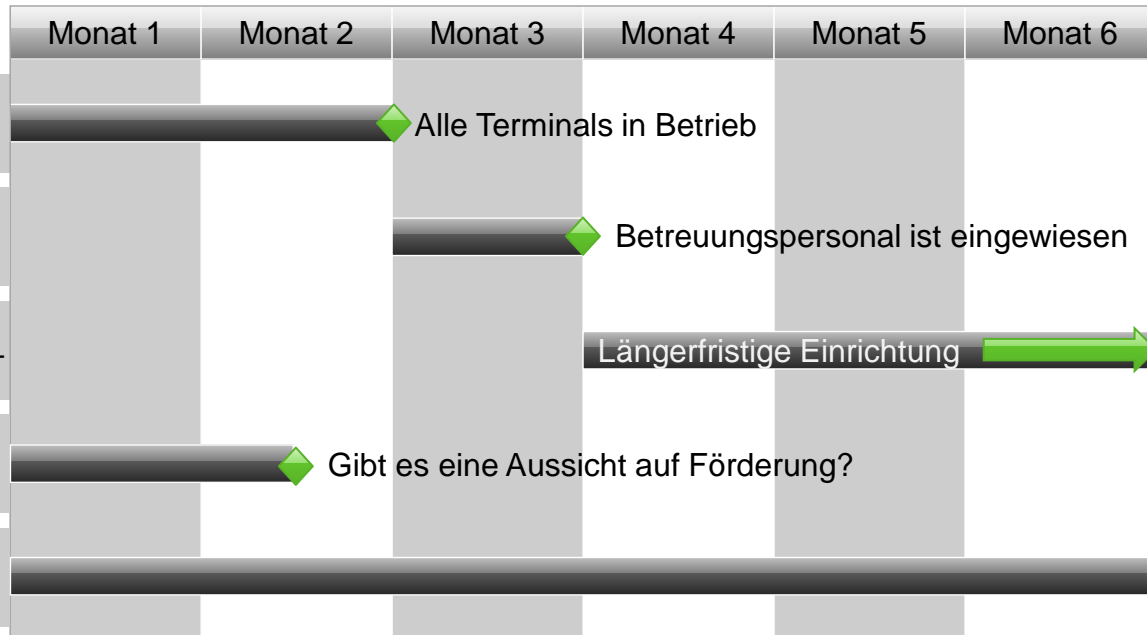 Monat 1 Monat 2 Monat 3 Monat 4 Monat 5 Monat 6
Alle Terminals in Betrieb
Betreuungspersonal ist eingewiesen
Längerfristige Einrichtung
Gibt es eine Aussicht auf Förderung?